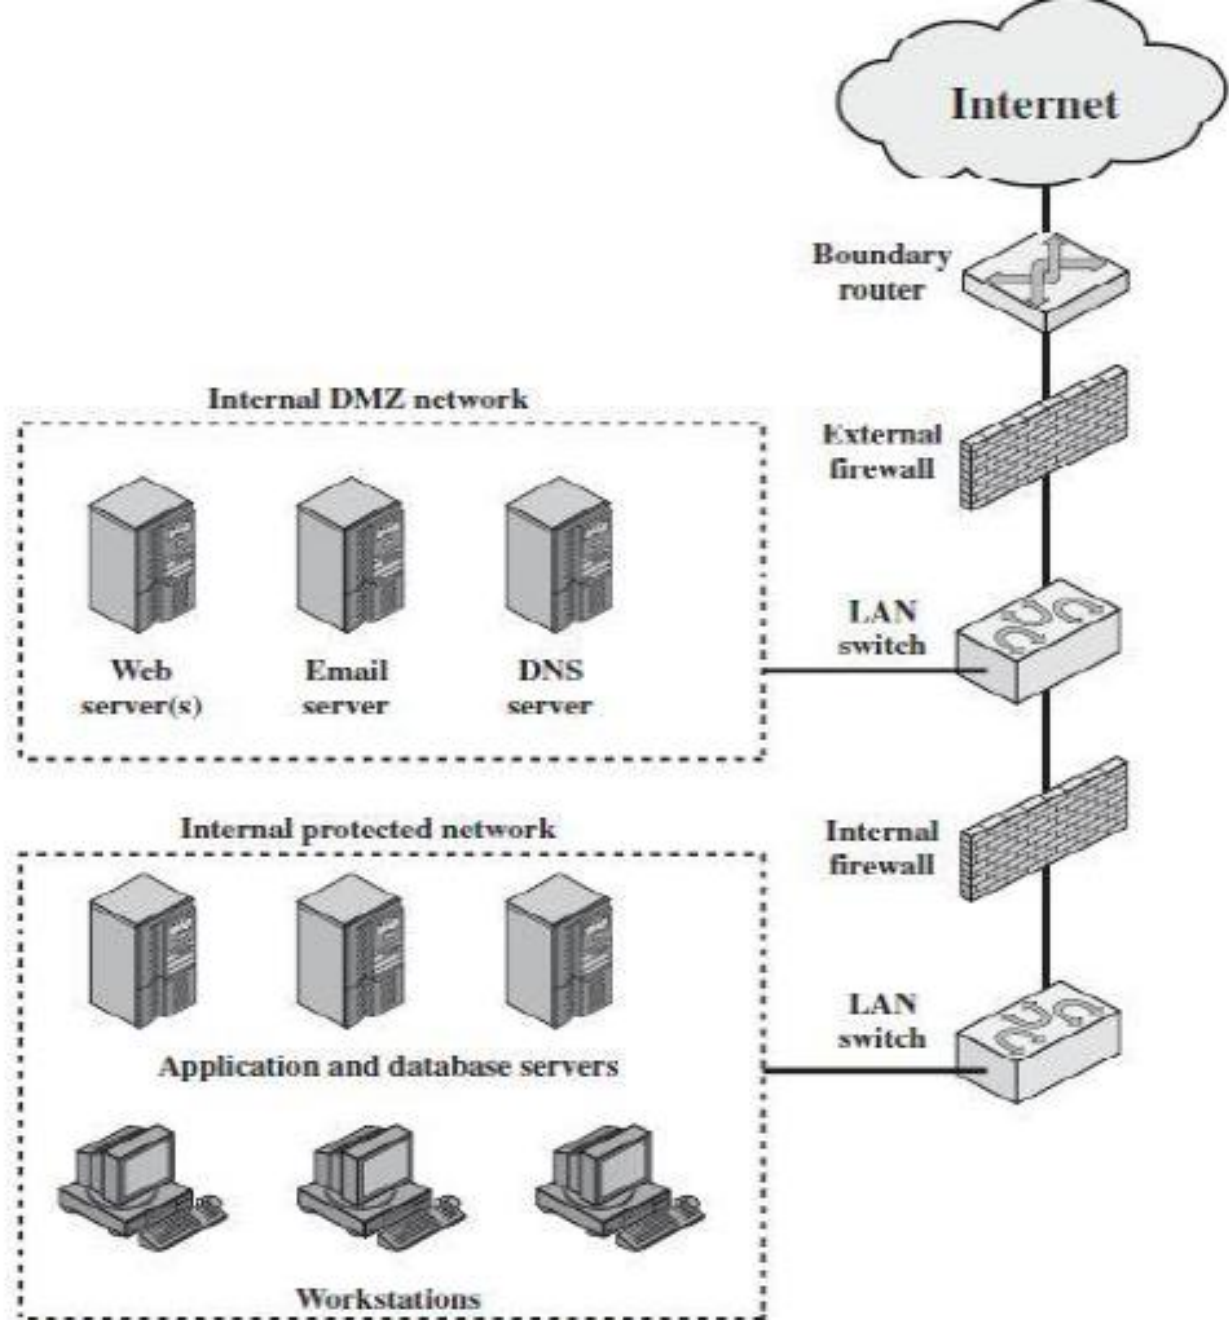 Internet
Boundary
router
Internal DMZ network
External
firewall
LAN
switch
Web
server(s)
Email
server
DNS
server
Internal protected network
Internal
firewall
LAN
switch
Application and database servers
Workstations